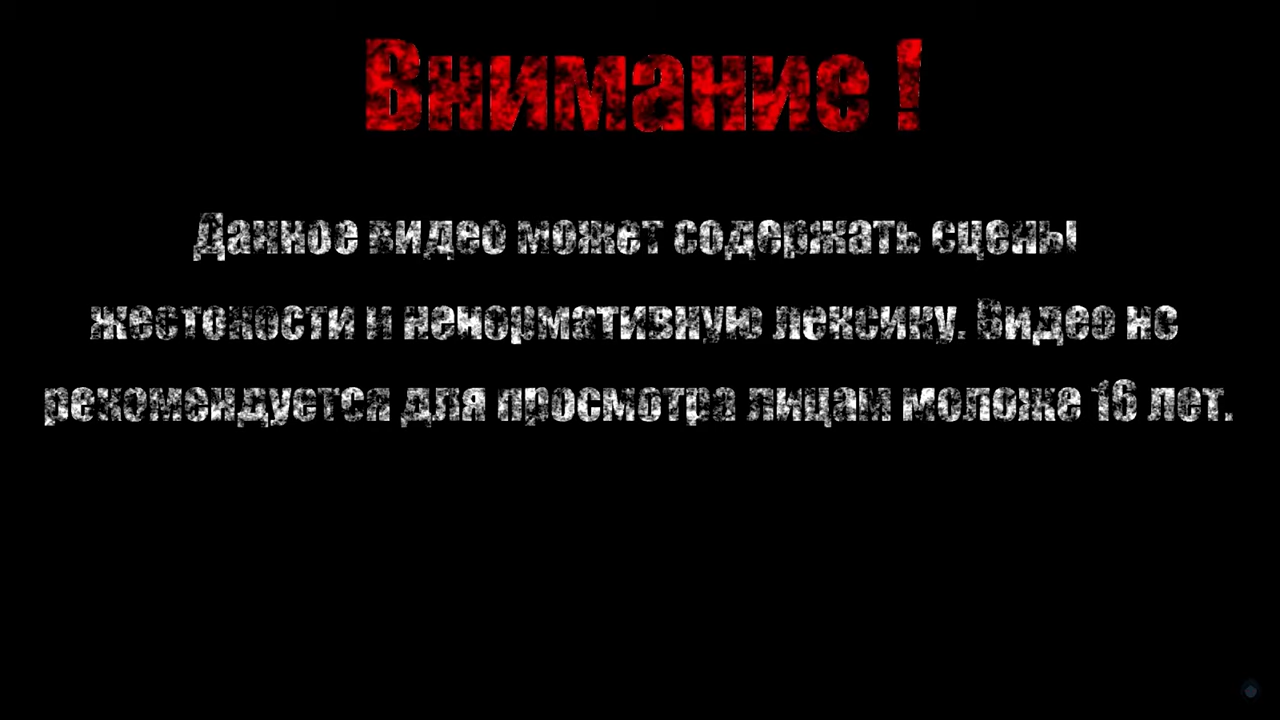 Внимание !
Данное видео может содержать сцены
жестокости и ненормативную лексику. Видео не
рекомендуется для просмотра лицам моложе 16 лет.